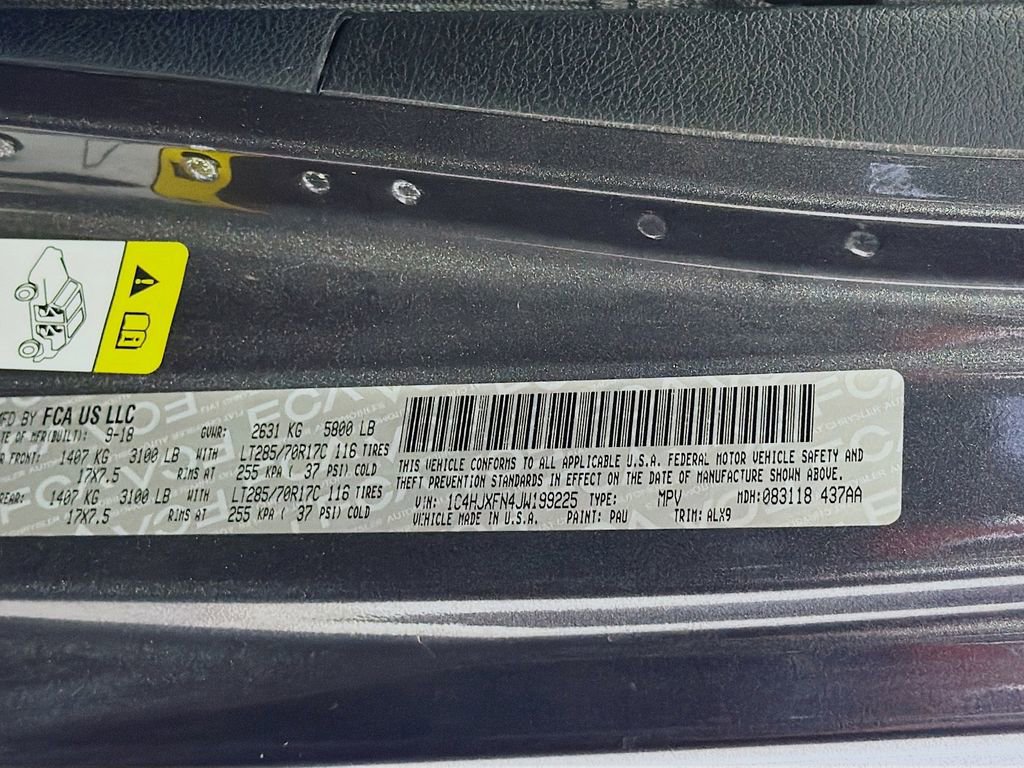 MFD BY FCA US LLC
DATE OF MFR(BUILT): 9-18 GVWR: 2631 KG 5800 LB
FRONT: 1407 KG 3100 LB WITH LT285/70R17C 116 TIRES
17X7.5 RIMS AT 255 KPA ( 37 PSI) COLD
REAR: 1407 KG 3100 LB WITH LT285/70R17C 116 TIRES
17X7.5 RIMS AT 255 KPA ( 37 PSI) COLD
THIS VEHICLE CONFORMS TO ALL APPLICABLE U.S.A. FEDERAL MOTOR VEHICLE SAFETY AND
THEFT PREVENTION STANDARDS IN EFFECT ON THE DATE OF MANUFACTURE SHOWN ABOVE.
VIN: 1C4HJXFN4JW199225 TYPE: MPV MDH: 083118 437AA
VEHICLE MADE IN U.S.A. PAINT: PAU TRIM: ALX9